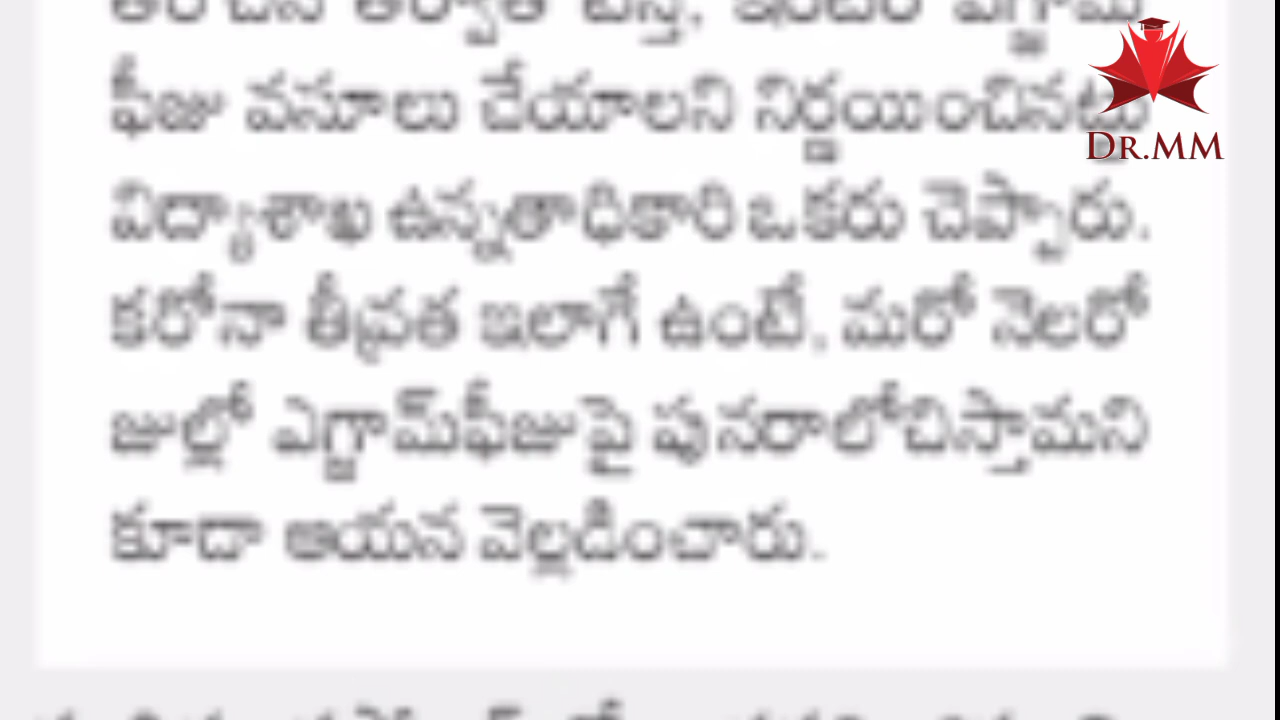 ఫీజు వసూలు చేయాలని నిర్ణయించినట్లు
విద్యాశాఖ ఉన్నతాధికారి ఒకరు చెప్పారు.
కరోనా తీవ్రత ఇలాగే ఉంటే, మరో నెలరో
జుల్లో ఎగ్జామ్‌ఫీజుపై పునరాలోచిస్తామని
కూడా ఆయన వెల్లడించారు.
DR.MM